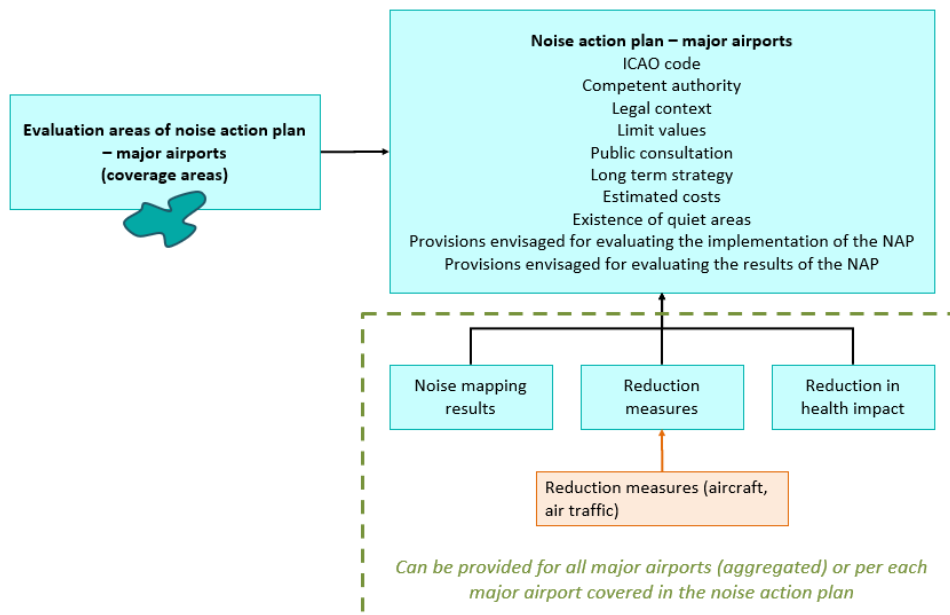 Evaluation areas of noise action plan
– major airports
(coverage areas)
Noise action plan – major airports
ICAO code
Competent authority
Legal context
Limit values
Public consultation
Long term strategy
Estimated costs
Existence of quiet areas
Provisions envisaged for evaluating the implementation of the NAP
Provisions envisaged for evaluating the results of the NAP
Noise mapping
results
Reduction
measures
Reduction in
health impact
Reduction measures (aircraft,
air traffic)
Can be provided for all major airports (aggregated) or per each
major airport covered in the noise action plan